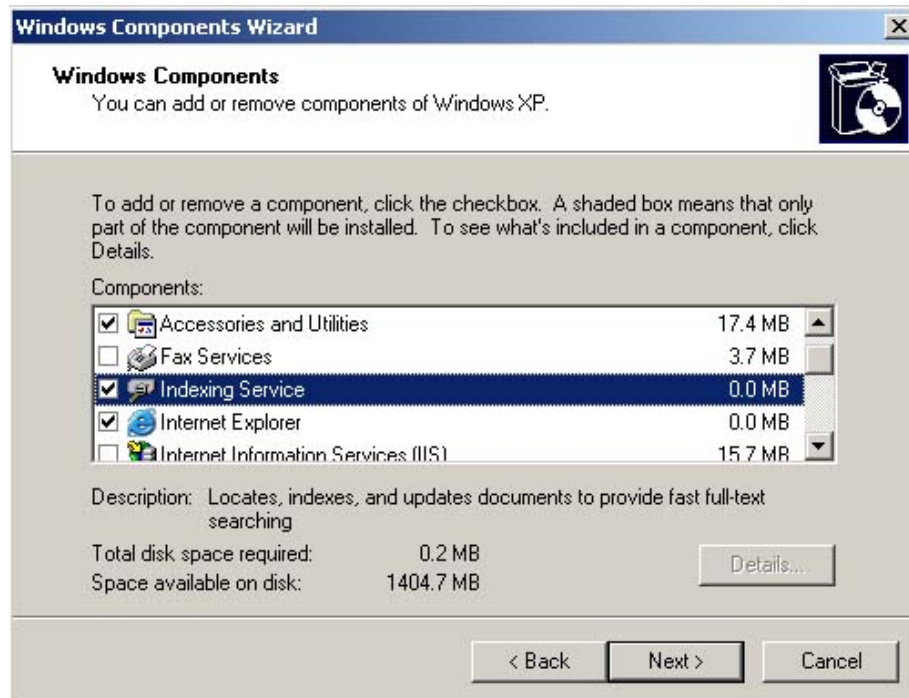 Windows Components Wizard
Windows Components
You can add or remove components of Windows XP.
To add or remove a component, click the checkbox. A shaded box means that only
part of the component will be installed. To see what's included in a component, click
Details.
Components:
Accessories and Utilities 17.4 MB
Fax Services 3.7 MB
Indexing Service 0.0 MB
Internet Explorer 0.0 MB
Internet Information Services (IIS) 15.7 MB
Description: Locates, indexes, and updates documents to provide fast full-text
searching
Total disk space required: 0.2 MB
Space available on disk: 1404.7 MB
Details...
< Back Next > Cancel